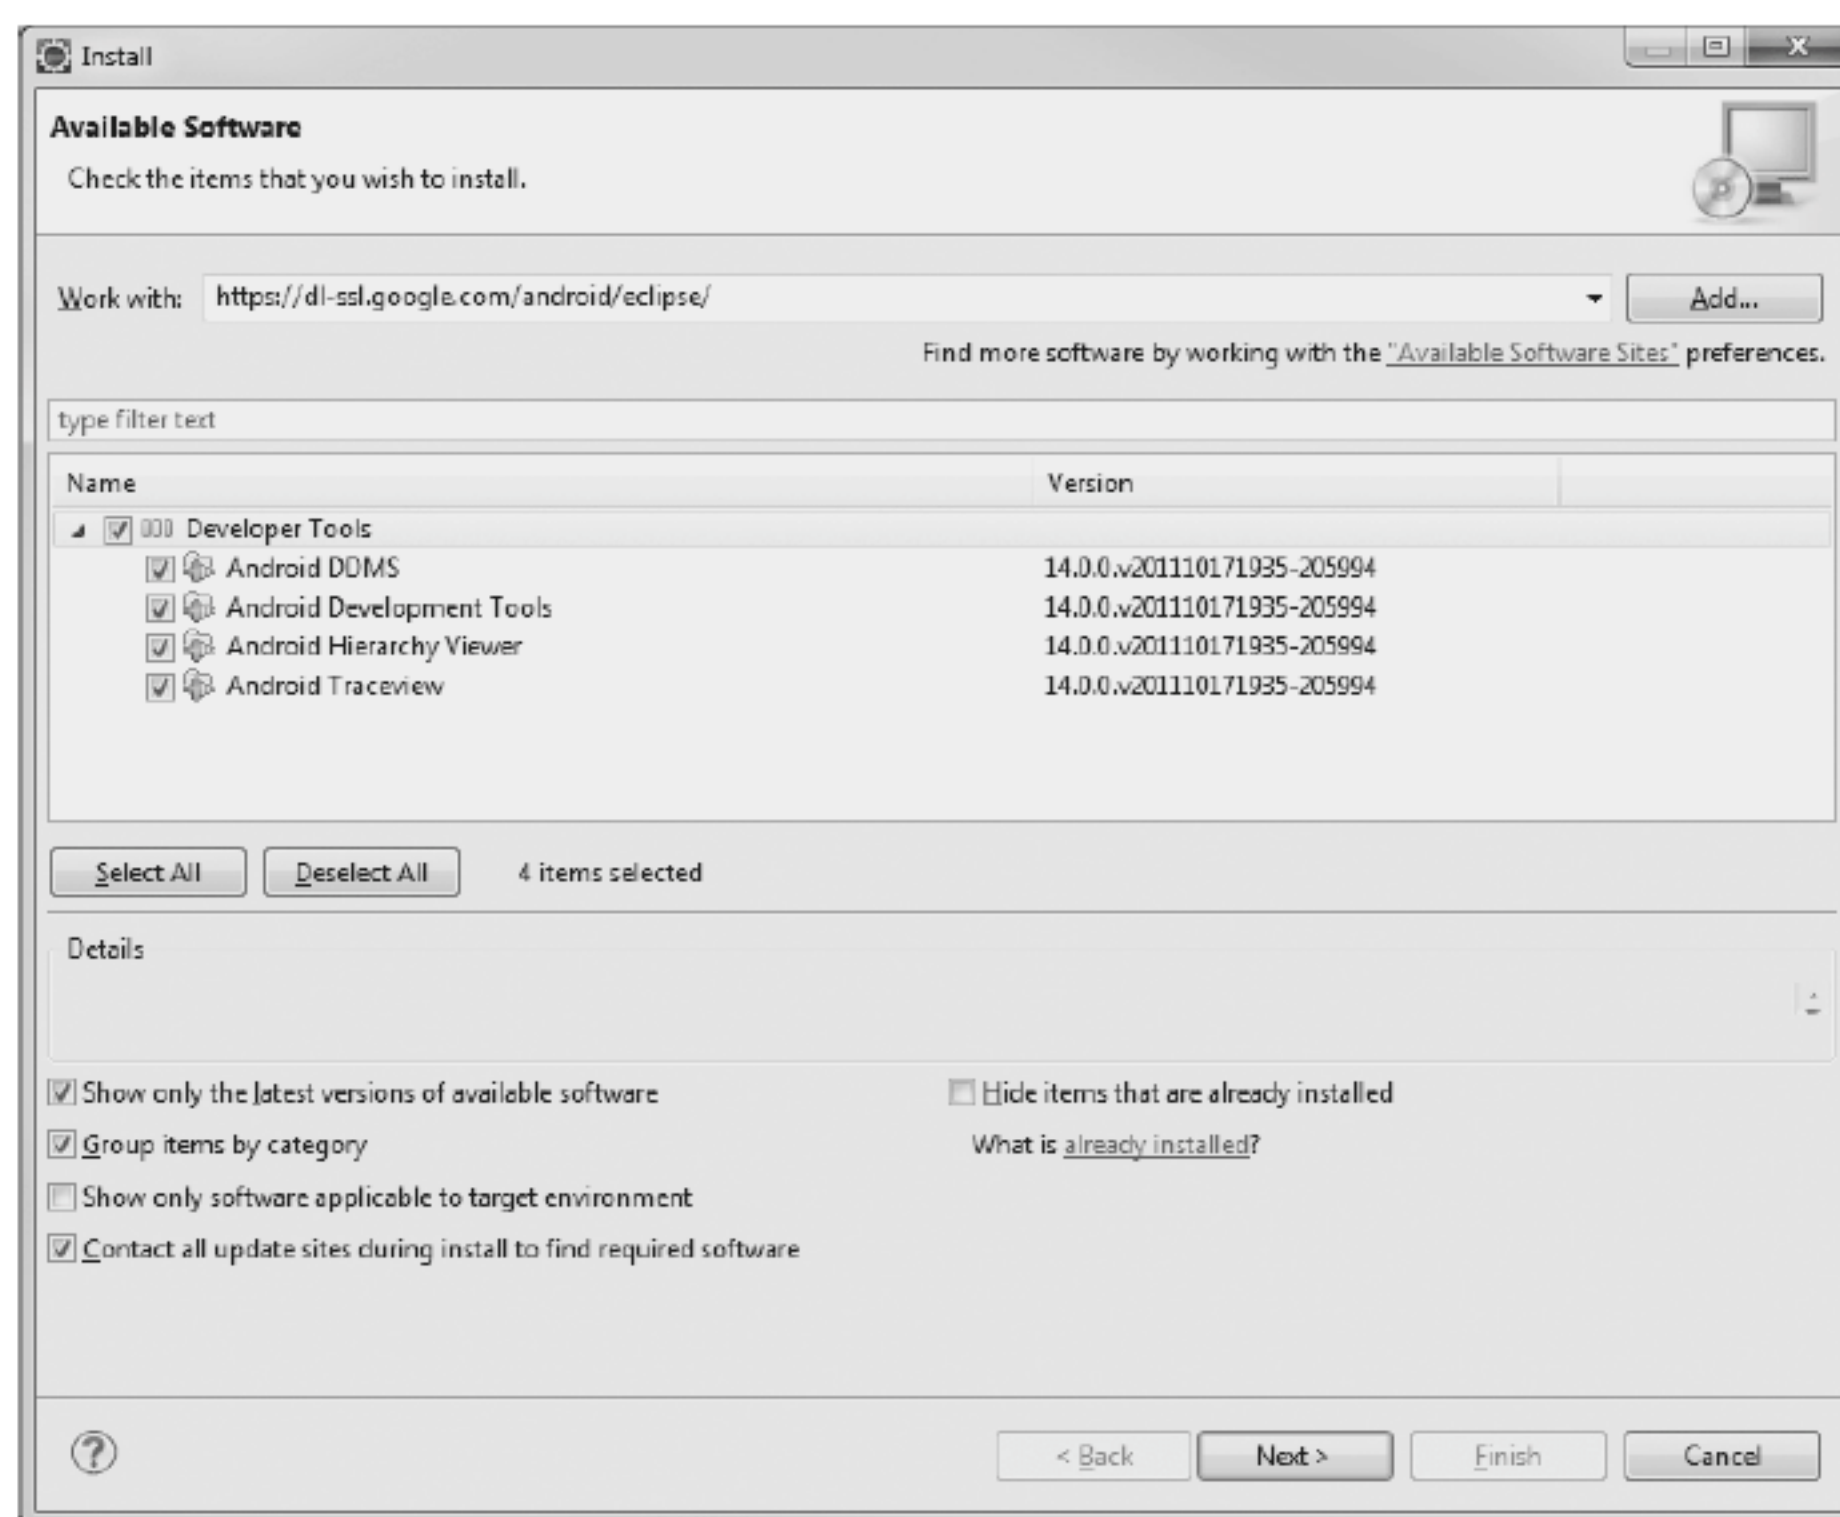 Install
Available Software
Check the items that you wish to install.
Work with: https://dl-ssl.google.com/android/eclipse/ Add...
Find more software by working with the "Available Software Sites" preferences.
type filter text
Name Version
Developer Tools
Android DDMS 14.0.0.v201110171935-205994
Android Development Tools 14.0.0.v201110171935-205994
Android Hierarchy Viewer 14.0.0.v201110171935-205994
Android Traceview 14.0.0.v201110171935-205994
Select All Deselect All 4 items selected
Details
Show only the latest versions of available software Hide items that are already installed
Group items by category What is already installed?
Show only software applicable to target environment
Contact all update sites during install to find required software
? < Back Next > Finish Cancel